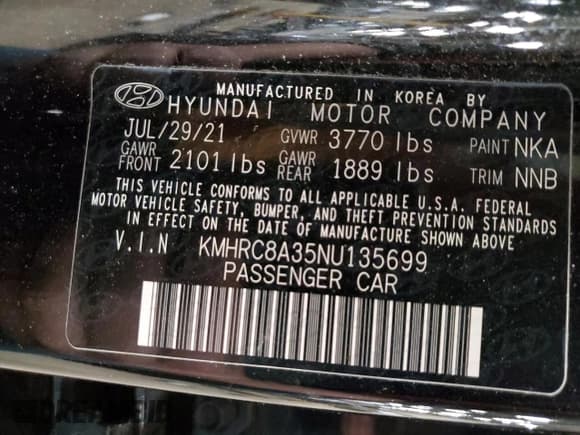 MANUFACTURED IN KOREA BY
HYUNDAI MOTOR COMPANY
JUL/29/21 GVWR 3770 lbs PAINT NKA
GAWR FRONT 2101 lbs GAWR REAR 1889 lbs TRIM NNB
THIS VEHICLE CONFORMS TO ALL APPLICABLE U.S.A. FEDERAL
MOTOR VEHICLE SAFETY, BUMPER, AND THEFT PREVENTION STANDARDS
IN EFFECT ON THE DATE OF MANUFACTURE SHOWN ABOVE
V.I.N KMHRC8A35NU135699
PASSENGER CAR